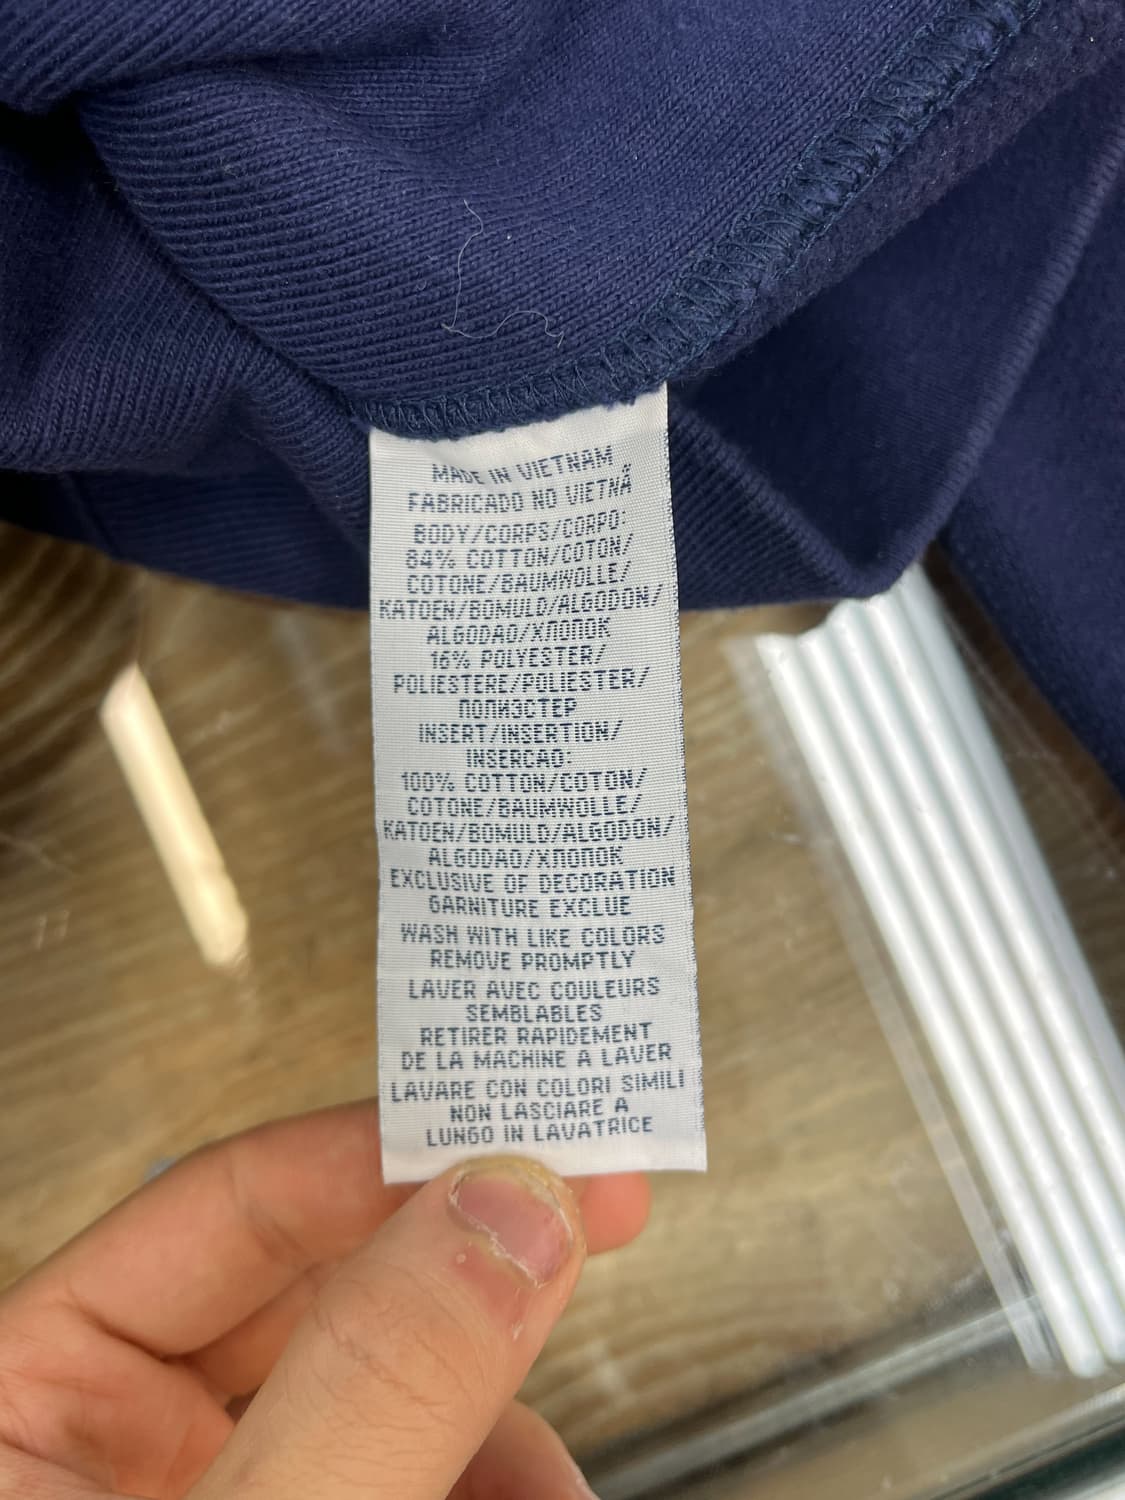 MADE IN VIETNAM
FABRICADO NO VIETNÃ
BODY/CORPS/CORPO:
84% COTTON/COTON/
COTONE/BAUMWOLLE/
KATOEN/BOMULD/ALGODON/
ALGODAO/ХЛОПОК
16% POLYESTER/
POLIESTERE/POLIESTER/
ПОЛИЭСТЕР
INSERT/INSERTION/
INSERCAO:
100% COTTON/COTON/
COTONE/BAUMWOLLE/
KATOEN/BOMULD/ALGODON/
ALGODAO/ХЛОПОК
EXCLUSIVE OF DECORATION
GARNITURE EXCLUE
WASH WITH LIKE COLORS
REMOVE PROMPTLY
LAVER AVEC COULEURS
SEMBLABLES
RETIRER RAPIDEMENT
DE LA MACHINE A LAVER
LAVARE CON COLORI SIMILI
NON LASCIARE A
LUNGO IN LAVATRICE